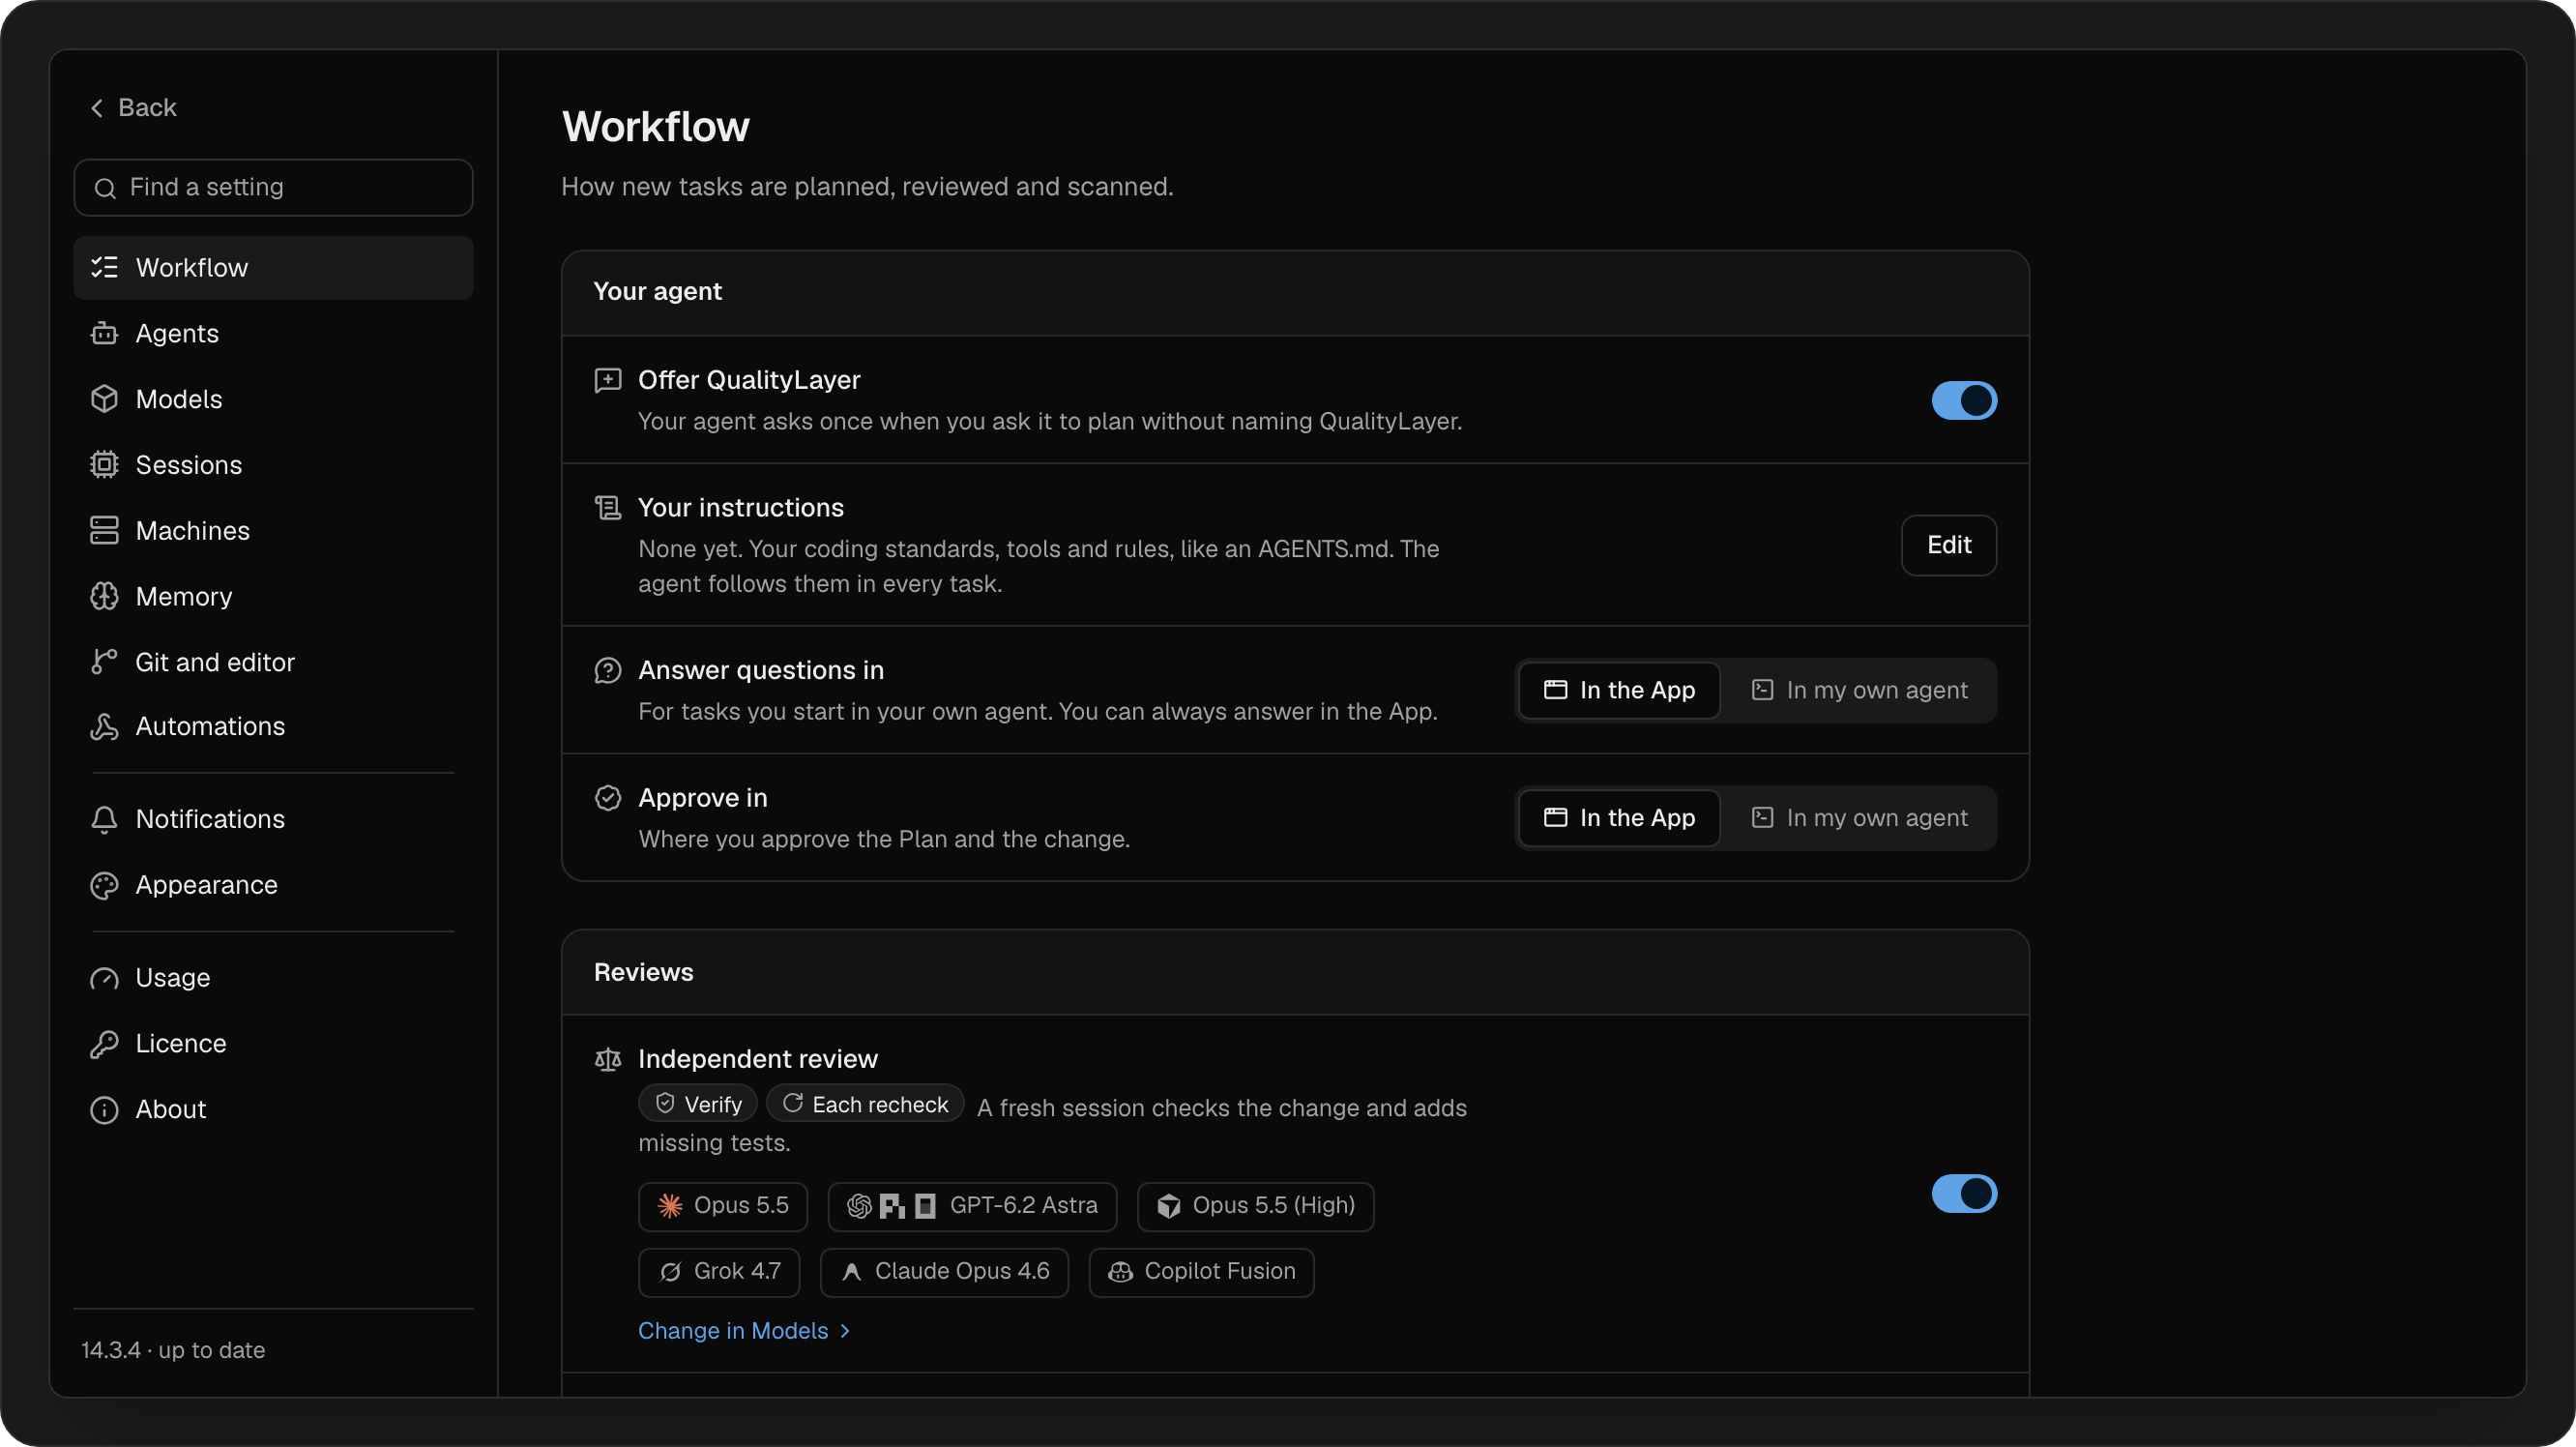 Back
Find a setting
Workflow
Agents
Models
Sessions
Machines
Memory
Git and editor
Automations
Notifications
Appearance
Usage
Licence
About
14.3.4 · up to date
Workflow
How new tasks are planned, reviewed and scanned.
Your agent
Offer QualityLayer
Your agent asks once when you ask it to plan without naming QualityLayer.
Your instructions
None yet. Your coding standards, tools and rules, like an AGENTS.md. The
agent follows them in every task.
Edit
Answer questions in
For tasks you start in your own agent. You can always answer in the App.
In the App
In my own agent
Approve in
Where you approve the Plan and the change.
In the App
In my own agent
Reviews
Independent review
Verify Each recheck A fresh session checks the change and adds
missing tests.
Opus 5.5 GPT-6.2 Astra Opus 5.5 (High)
Grok 4.7 Claude Opus 4.6 Copilot Fusion
Change in Models